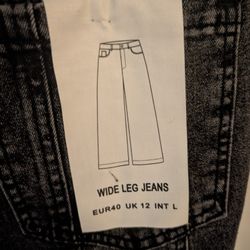 WIDE LEG JEANS
EUR40 UK 12 INT L